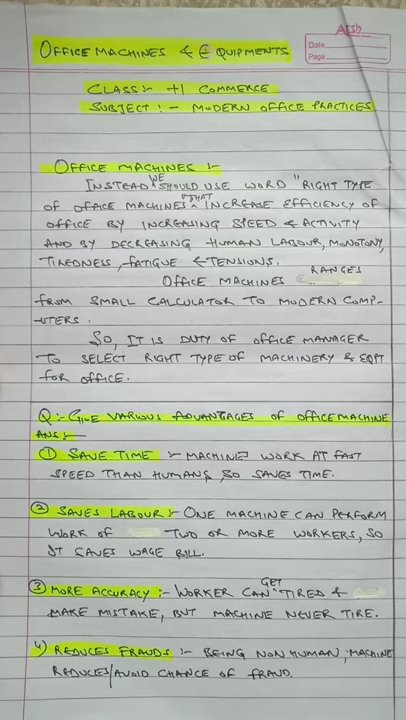 Arsh
Date
Page
OFFICE MACHINES & EQUIPMENTS
CLASS :- +1 COMMERCE
SUBJECT :- MODERN OFFICE PRACTICES
OFFICE MACHINES :-
INSTEAD WE SHOULD USE WORD "RIGHT TYPE
OF OFFICE MACHINES" THAT INCREASE EFFICIENCY OF
OFFICE BY INCREASING SPEED & ACTIVITY
AND BY DECREASING HUMAN LABOUR, MONOTONY,
TIREDNESS, FATIGUE & TENSIONS.
OFFICE MACHINES RANGES
FROM SMALL CALCULATOR TO MODERN COMP-
UTERS.
SO, IT IS DUTY OF OFFICE MANAGER
TO SELECT RIGHT TYPE OF MACHINERY & EQPT
FOR OFFICE.
Q:- GIVE VARIOUS ADVANTAGES OF OFFICE MACHINE
ANS:-
① SAVE TIME :- MACHINES WORK AT FAST
SPEED THAN HUMANS, SO SAVES TIME.
② SAVES LABOUR :- ONE MACHINE CAN PERFORM
WORK OF TWO OR MORE WORKERS, SO
IT SAVES WAGE BILL.
③ MORE ACCURACY :- WORKER CAN GET TIRED &
MAKE MISTAKE, BUT MACHINE NEVER TIRE.
4) REDUCES FRAUDS :- BEING NON HUMAN, MACHINE
REDUCES/AVOID CHANCE OF FRAUD.